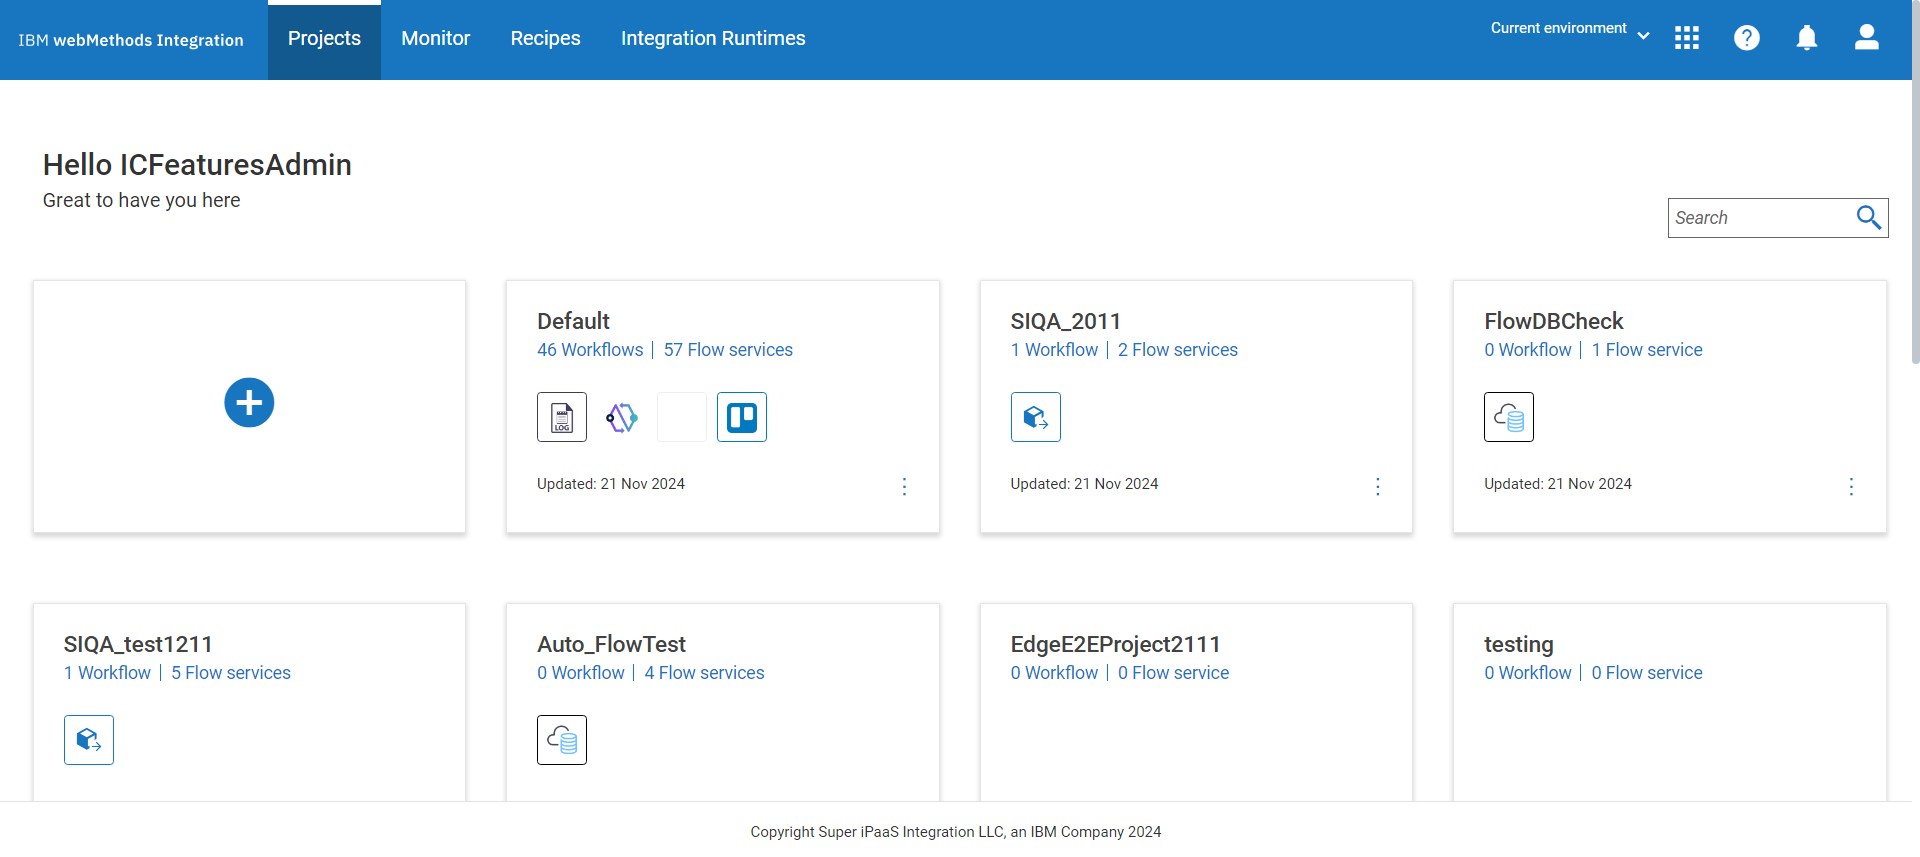 IBM webMethods Integration
Projects
Monitor
Recipes
Integration Runtimes
Current environment
Hello ICFeaturesAdmin
Great to have you here
Search
Default
46 Workflows | 57 Flow services
LOG
Updated: 21 Nov 2024
SIQA_2011
1 Workflow | 2 Flow services
Updated: 21 Nov 2024
FlowDBCheck
0 Workflow | 1 Flow service
Updated: 21 Nov 2024
SIQA_test1211
1 Workflow | 5 Flow services
Auto_FlowTest
0 Workflow | 4 Flow services
EdgeE2EProject2111
0 Workflow | 0 Flow service
testing
0 Workflow | 0 Flow service
Copyright Super iPaaS Integration LLC, an IBM Company 2024